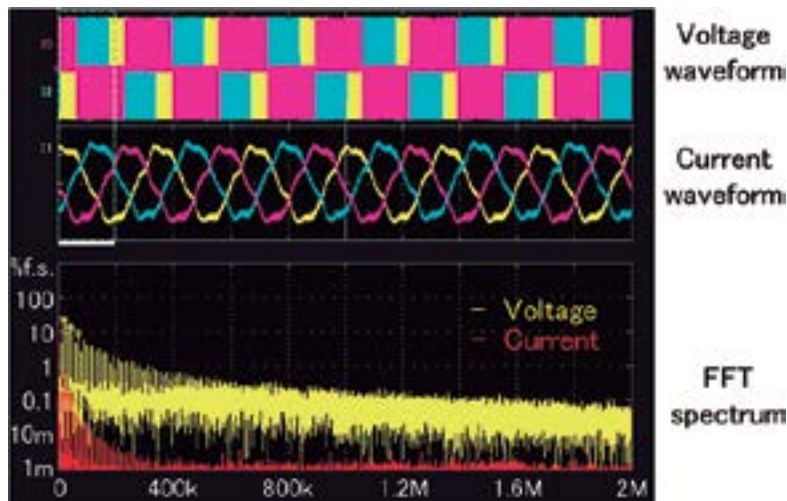 Voltage
waveform
Current
waveform
%f.s.
100
10
1
0.1
10m
1m
Voltage
Current
FFT
spectrum
0 400k 800k 1.2M 1.6M 2M